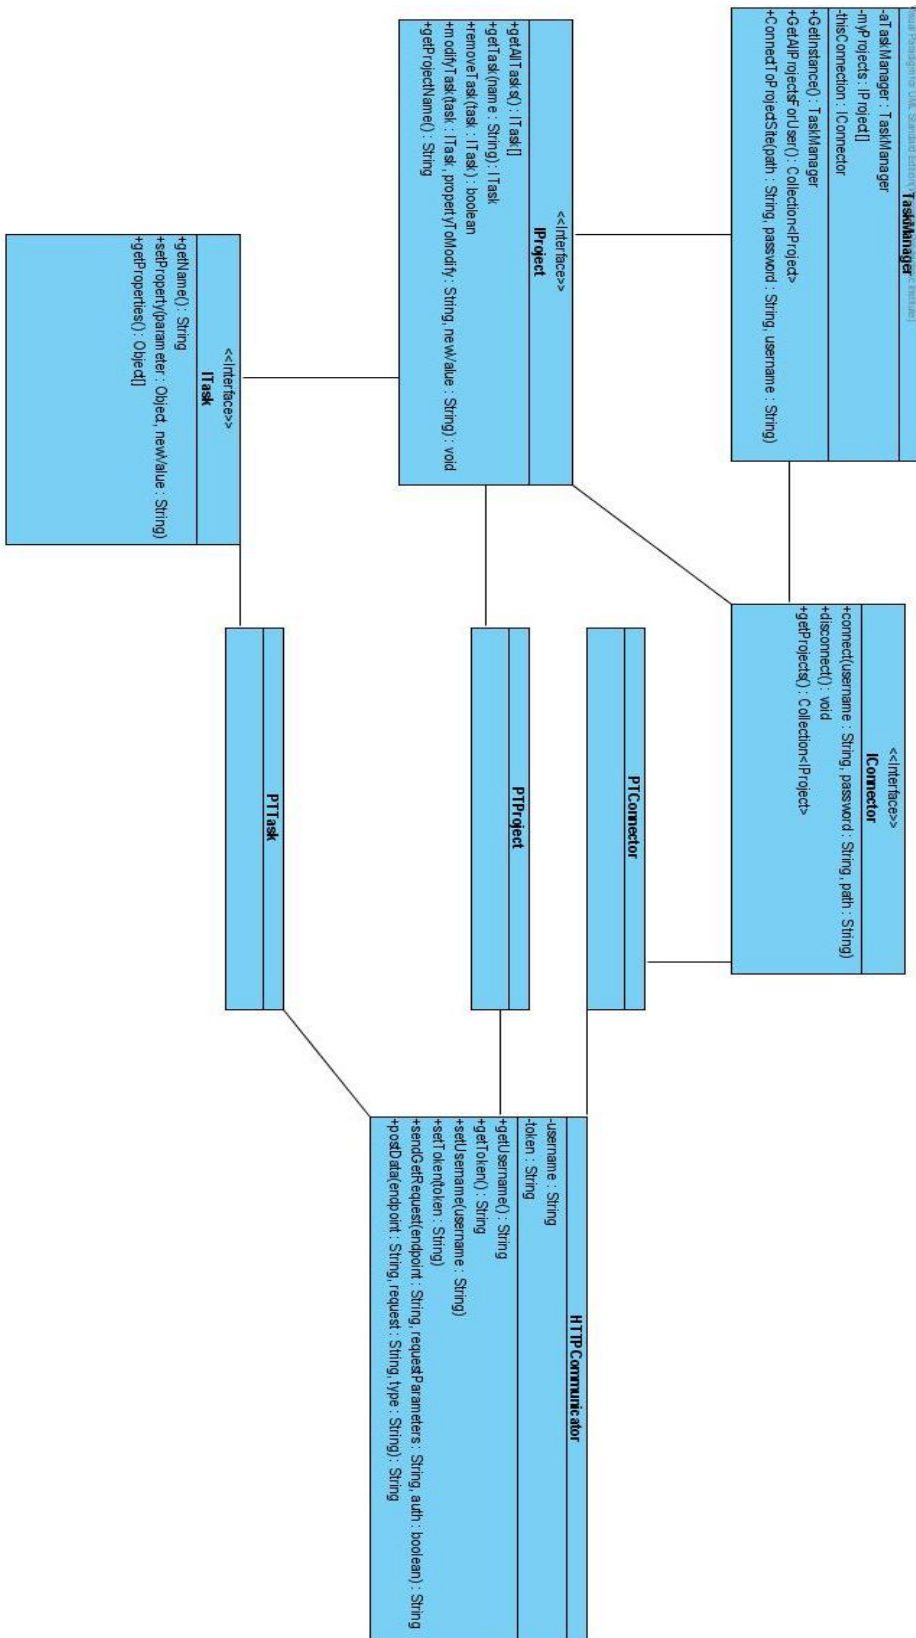 TaskManager
-aTaskManager : TaskManager
-myProjects : IProject[]
-thisConnection : IConnector
+GetInstance() : TaskManager
+GetAllProjectsForUser() : Collection<IProject>
+ConnectToProjectSite(path : String, password : String, username : String)
<<Interface>>
IConnector
+connect(username : String, password : String, path : String)
+disconnect() : void
+getProjects() : Collection<IProject>
<<Interface>>
IProject
+getAllTasks() : ITask[]
+getTask(name : String) : ITask
+removeTask(task : ITask) : boolean
+modifyTask(task : ITask, propertyToModify : String, newValue : String) : void
+getProjectName() : String
PTConnector
PTProject
HTTPCommunicator
-username : String
-token : String
+getUsername() : String
+getToken() : String
+setUsername(username : String)
+setToken(token : String)
+sendGetRequest(endpoint : String, requestParameters : String, auth : boolean) : String
+postData(endpoint : String, request : String, type : String) : String
<<Interface>>
ITask
+getName() : String
+setProperty(parameter : Object, newValue : String)
+getProperties() : Object[]
PTTask